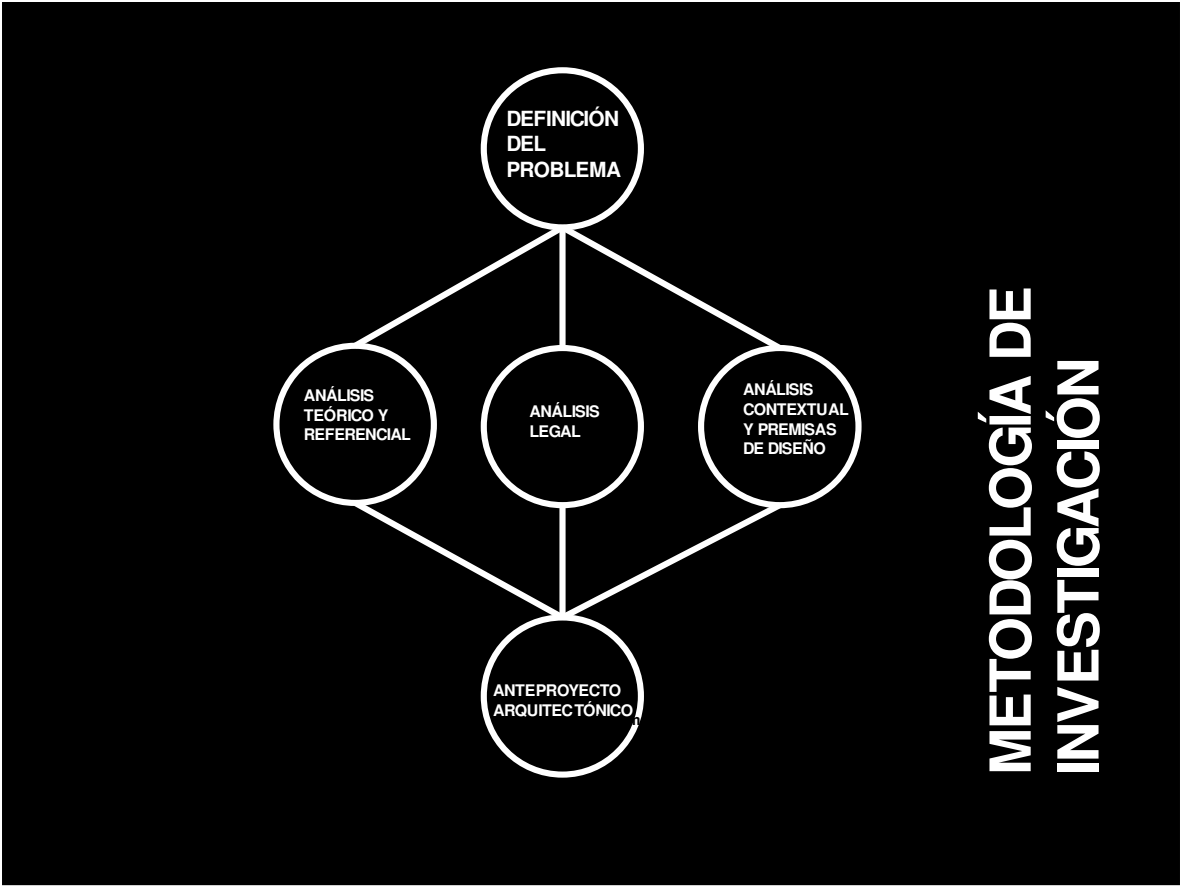 DEFINICIÓN
DEL
PROBLEMA
ANÁLISIS
TEÓRICO Y
REFERENCIAL
ANÁLISIS
LEGAL
ANÁLISIS
CONTEXTUAL
Y PREMISAS
DE DISEÑO
ANTEPROYECTO
ARQUITECTÓNICO
METODOLOGÍA DE
INVESTIGACIÓN